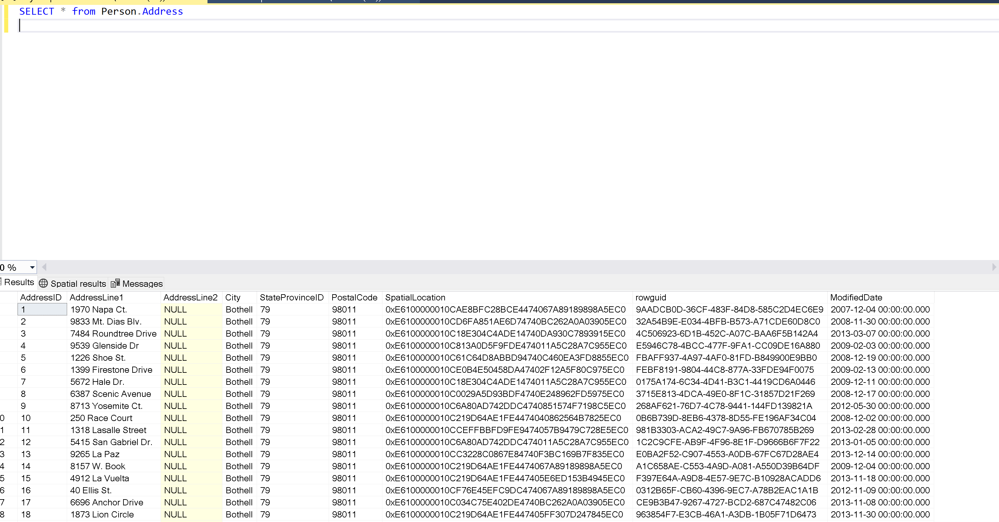 SELECT * from Person.Address
0 %
Results Spatial results Messages
AddressID AddressLine1 AddressLine2 City StateProvinceID PostalCode SpatialLocation rowguid ModifiedDate
1 1970 Napa Ct. NULL Bothell 79 98011 0xE6100000010CAE8BFC28BCE4474067A89189898A5EC0 9AADCB0D-36CF-483F-84D8-585C2D4EC6E9 2007-12-04 00:00:00.000
2 9833 Mt. Dias Blv. NULL Bothell 79 98011 0xE6100000010CD6FA851AE6D74740BC262A0A03905EC0 32A54B9E-E034-4BFB-B573-A71CDE60D8C0 2008-11-30 00:00:00.000
3 7484 Roundtree Drive NULL Bothell 79 98011 0xE6100000010C18E304C4ADE14740DA930C7893915EC0 4C506923-6D1B-452C-A07C-BAA6F5B142A4 2013-03-07 00:00:00.000
4 9539 Glenside Dr NULL Bothell 79 98011 0xE6100000010C813A0D5F9FDE474011A5C28A7C955EC0 E5946C78-4BCC-477F-9FA1-CC09DE16A880 2009-02-03 00:00:00.000
5 1226 Shoe St. NULL Bothell 79 98011 0xE6100000010C61C64D8ABBD94740C460EA3FD8855EC0 FBAFF937-4A97-4AF0-81FD-B849900E9BB0 2008-12-19 00:00:00.000
6 1399 Firestone Drive NULL Bothell 79 98011 0xE6100000010CE0B4E50458DA47402F12A5F80C975EC0 FEBF8191-9804-44C8-877A-33FDE94F0075 2009-02-13 00:00:00.000
7 5672 Hale Dr. NULL Bothell 79 98011 0xE6100000010C18E304C4ADE1474011A5C28A7C955EC0 0175A174-6C34-4D41-B3C1-4419CD6A0446 2009-12-11 00:00:00.000
8 6387 Scenic Avenue NULL Bothell 79 98011 0xE6100000010C0029A5D93BDF4740E248962FD5975EC0 3715E813-4DCA-49E0-8F1C-31857D21F269 2008-12-17 00:00:00.000
9 8713 Yosemite Ct. NULL Bothell 79 98011 0xE6100000010C6A80AD742DDC4740851574F7198C5EC0 268AF621-76D7-4C78-9441-144FD139821A 2012-05-30 00:00:00.000
0 10 250 Race Court NULL Bothell 79 98011 0xE6100000010C219D64AE1FE4474040862564B7825EC0 0B6B739D-8EB6-4378-8D55-FE196AF34C04 2008-12-02 00:00:00.000
1 11 1318 Lasalle Street NULL Bothell 79 98011 0xE6100000010CCEFFBBFD9FE9474057B9479C728E5EC0 981B3303-ACA2-49C7-9A96-FB670785B269 2013-02-28 00:00:00.000
2 12 5415 San Gabriel Dr. NULL Bothell 79 98011 0xE6100000010C6A80AD742DDC474011A5C28A7C955EC0 1C2C9CFE-AB9F-4F96-8E1F-D9666B6F7F22 2013-01-05 00:00:00.000
3 13 9265 La Paz NULL Bothell 79 98011 0xE6100000010CC3228C0867E84740F3BC169B7F835EC0 E0BA2F52-C907-4553-A0DB-67FC67D28AE4 2013-12-14 00:00:00.000
4 14 8157 W. Book NULL Bothell 79 98011 0xE6100000010C219D64AE1FE4474067A89189898A5EC0 A1C658AE-C553-4A9D-A081-A550D39B64DF 2009-12-04 00:00:00.000
5 15 4912 La Vuelta NULL Bothell 79 98011 0xE6100000010C219D64AE1FE447405E6ED153B4945EC0 F397E64A-A9D8-4E57-9E7C-B10928ACADD6 2013-11-18 00:00:00.000
6 16 40 Ellis St. NULL Bothell 79 98011 0xE6100000010CF76E45EFC9DC474067A89189898A5EC0 0312B65F-CB60-4396-9EC7-A78B2EAC1A1B 2012-11-09 00:00:00.000
7 17 6696 Anchor Drive NULL Bothell 79 98011 0xE6100000010C034C75E402DE4740BC262A0A03905EC0 CE9B3B47-9267-4727-BCD2-687C47482C06 2013-11-08 00:00:00.000
8 18 1873 Lion Circle NULL Bothell 79 98011 0xE6100000010C219D64AE1FE447405FF307D247845EC0 963854F7-E3CB-46A1-A3DB-1B05F71D6473 2013-11-30 00:00:00.000